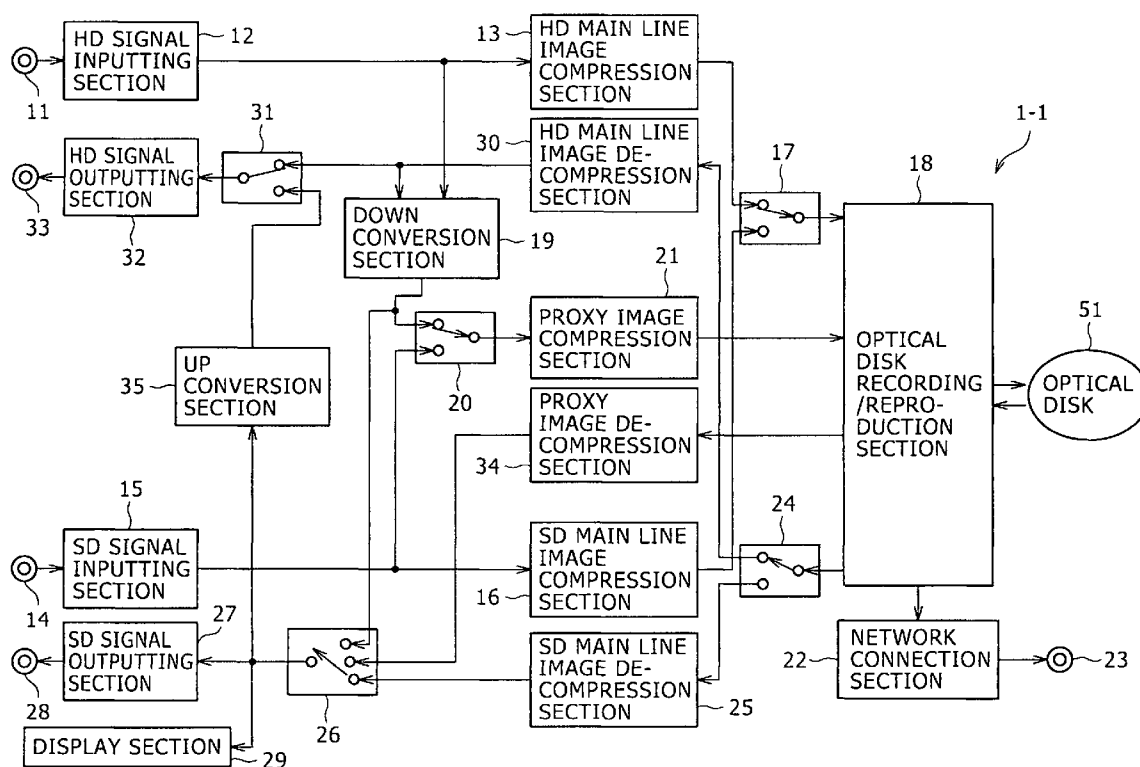 12
HD SIGNAL
INPUTTING
SECTION
11
13
HD MAIN LINE
IMAGE
COMPRESSION
SECTION
1-1
31
30
HD MAIN LINE
IMAGE DE-
COMPRESSION
SECTION
HD SIGNAL
OUTPUTTING
SECTION
33
32
17
18
DOWN
CONVERSION
SECTION
19
21
PROXY IMAGE
COMPRESSION
SECTION
20
UP
CONVERSION
SECTION
35
OPTICAL
DISK
RECORDING
/REPRO-
DUCTION
SECTION
51
OPTICAL
DISK
PROXY
IMAGE DE-
COMPRESSION
SECTION
34
15
SD SIGNAL
INPUTTING
SECTION
14
SD MAIN LINE
IMAGE
COMPRESSION
SECTION
16
24
27
SD SIGNAL
OUTPUTTING
SECTION
28
26
SD MAIN LINE
IMAGE DE-
COMPRESSION
SECTION
25
22
NETWORK
CONNECTION
SECTION
23
DISPLAY SECTION
29